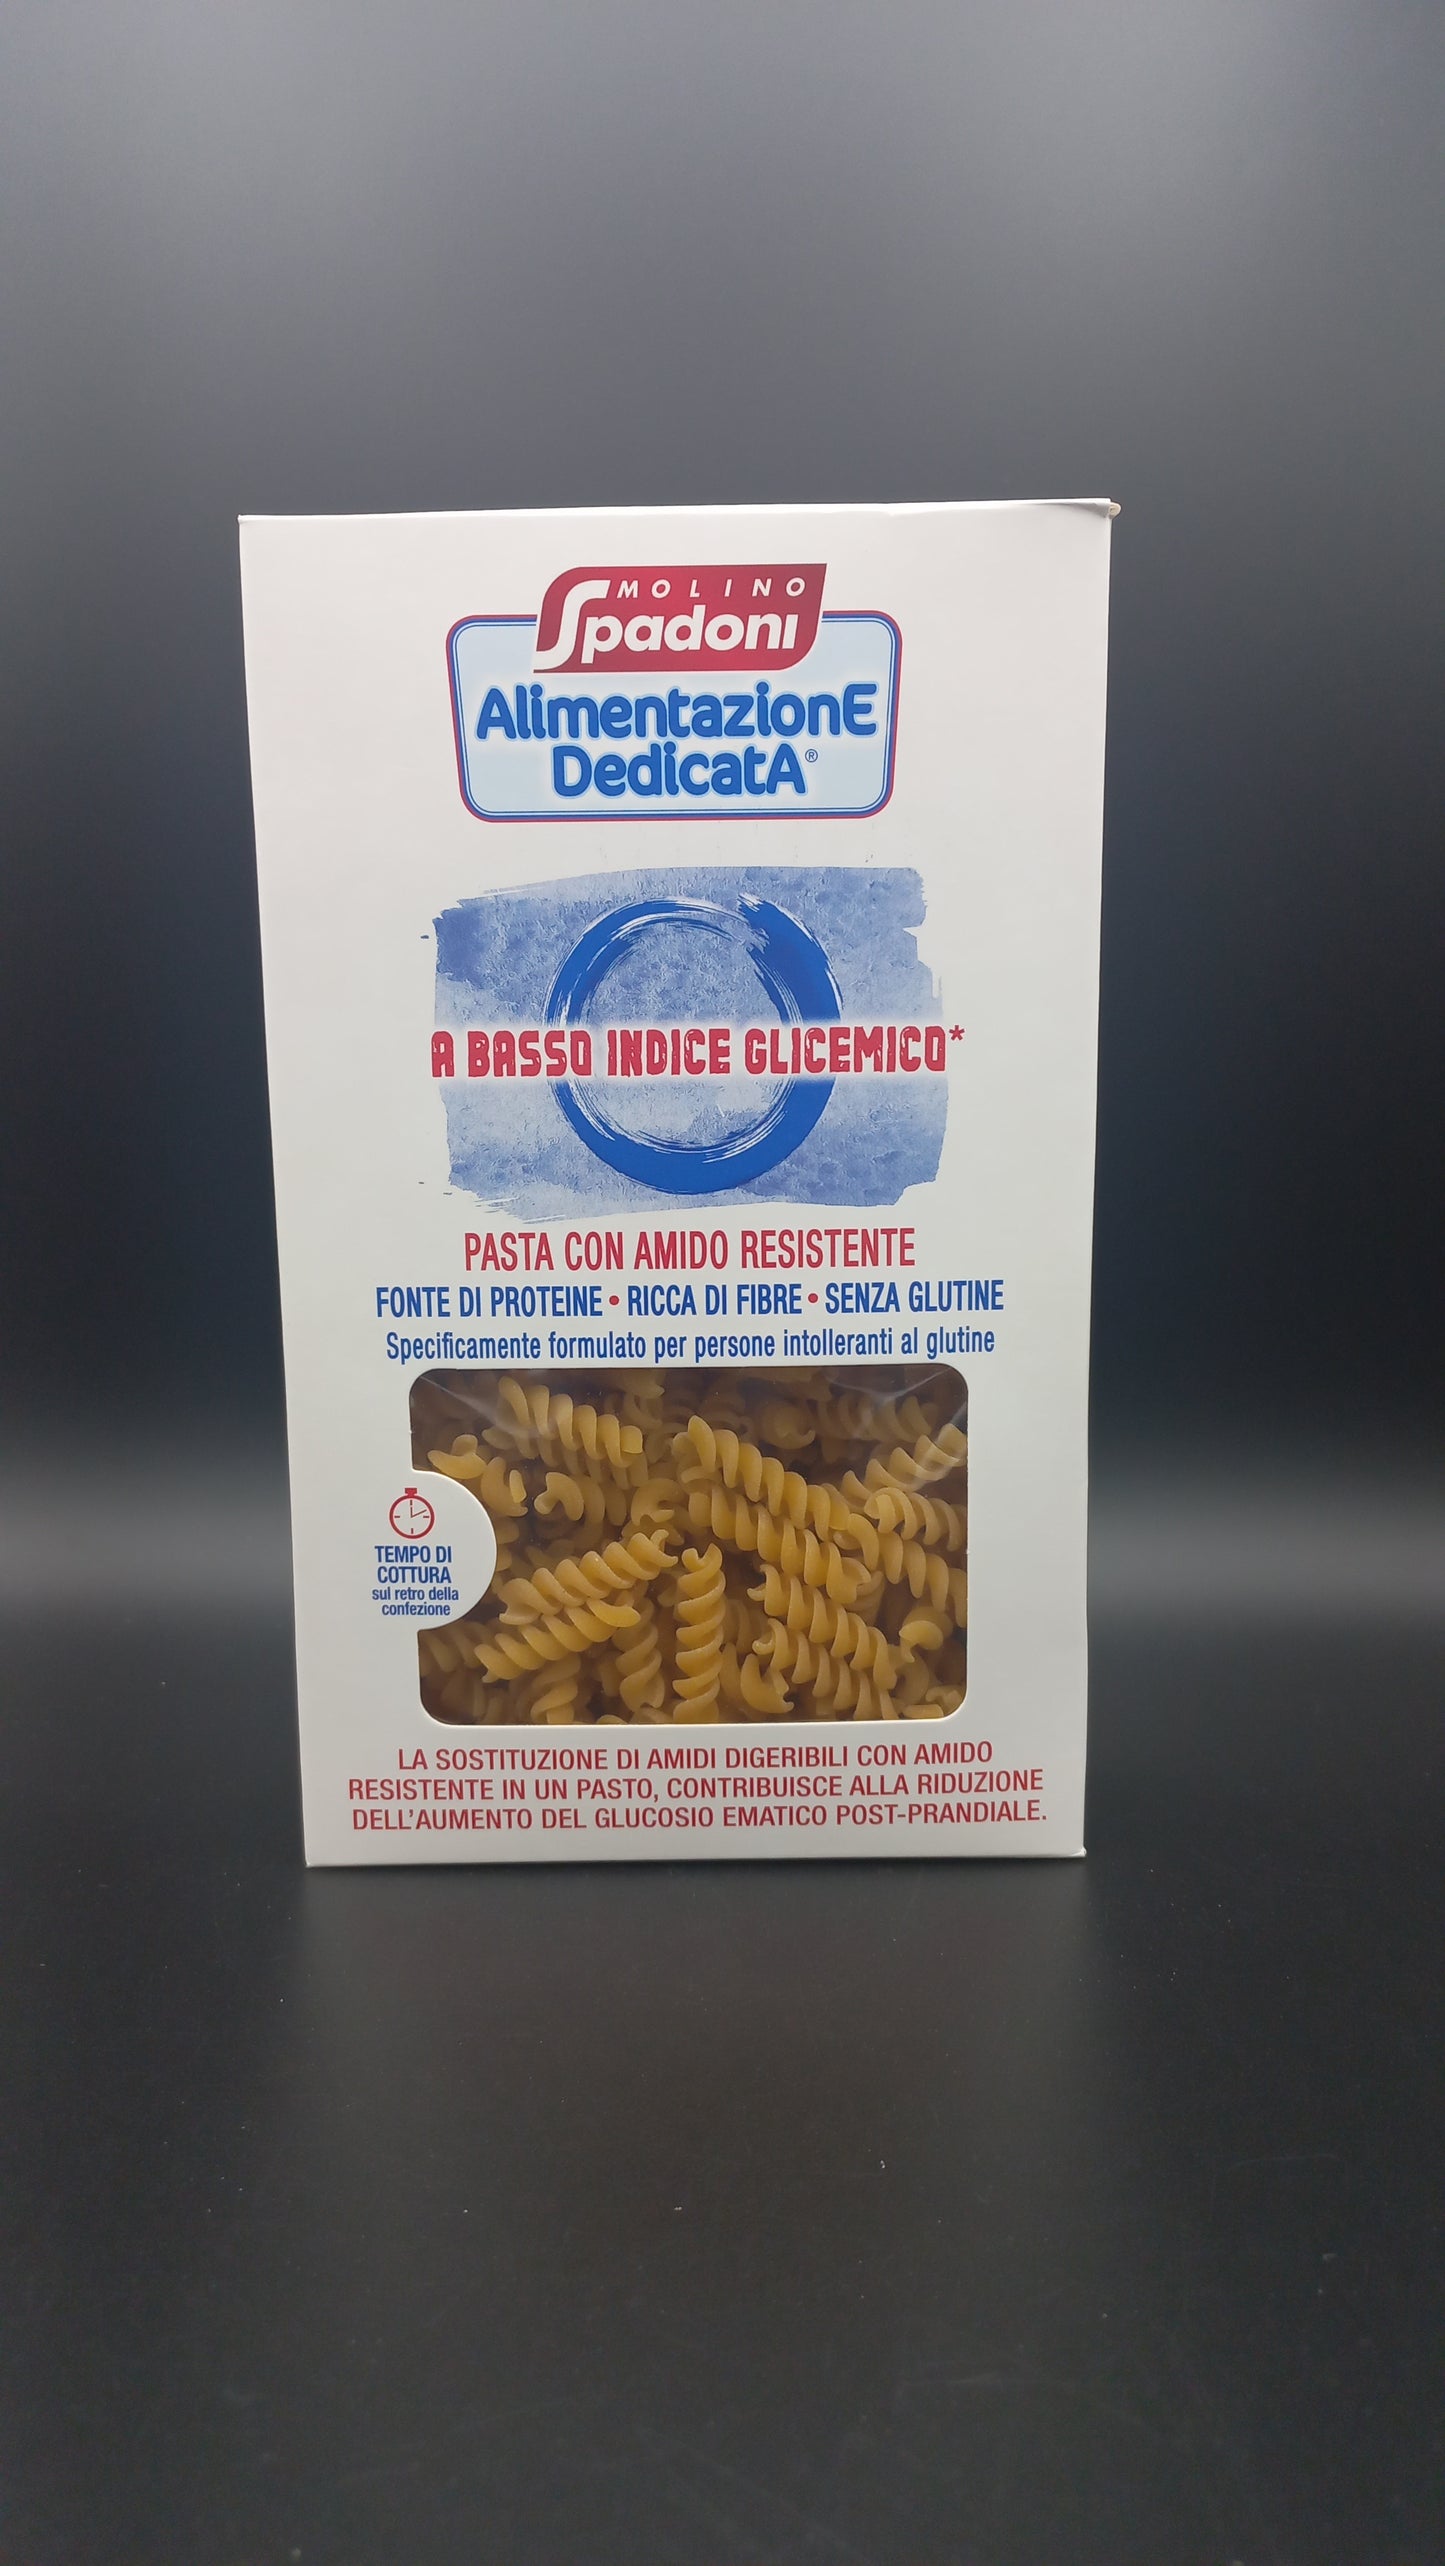 MOLINO
Spadoni
AlimentazionE
DedicatA®
A BASSO INDICE GLICEMICO*
PASTA CON AMIDO RESISTENTE
FONTE DI PROTEINE • RICCA DI FIBRE • SENZA GLUTINE
Specificamente formulato per persone intolleranti al glutine
TEMPO DI
COTTURA
sul retro della
confezione
LA SOSTITUZIONE DI AMIDI DIGERIBILI CON AMIDO
RESISTENTE IN UN PASTO, CONTRIBUISCE ALLA RIDUZIONE
DELL'AUMENTO DEL GLUCOSIO EMATICO POST-PRANDIALE.